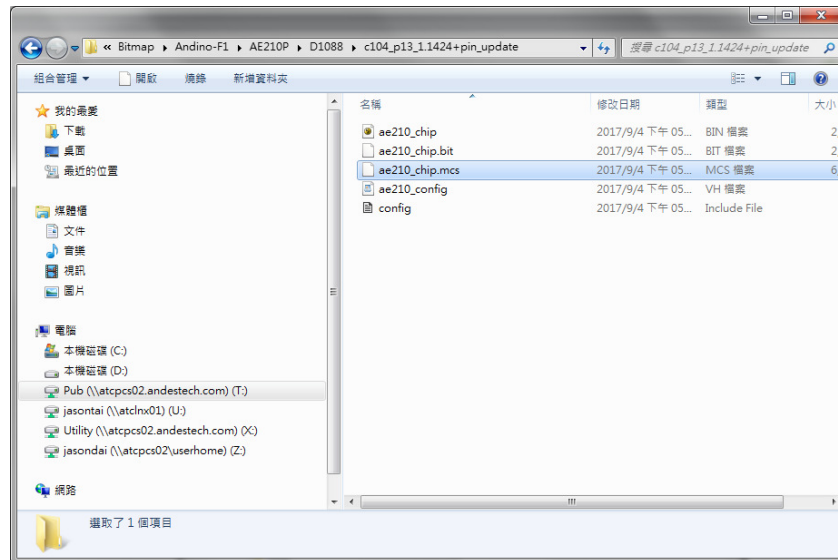 « Bitmap ▸ Andino-F1 ▸ AE210P ▸ D1088 ▸ c104_p13_1.1424+pin_update
搜尋 c104_p13_1.1424+pin_update
組合管理 開啟 燒錄 新增資料夾
我的最愛
下載
桌面
最近的位置
媒體櫃
文件
音樂
視訊
圖片
電腦
本機磁碟 (C:)
本機磁碟 (D:)
Pub (\\atcpcs02.andestech.com) (T:)
jasontai (\\atclnx01) (U:)
Utility (\\atcpcs02.andestech.com) (X:)
jasondai (\\atcpcs02\userhome) (Z:)
網路
名稱 修改日期 類型 大小
ae210_chip 2017/9/4 下午 05... BIN 檔案 2
ae210_chip.bit 2017/9/4 下午 05... BIT 檔案 2
ae210_chip.mcs 2017/9/4 下午 05... MCS 檔案 6
ae210_config 2017/9/4 下午 05... VH 檔案
config 2017/9/4 下午 05... Include File
選取了 1 個項目